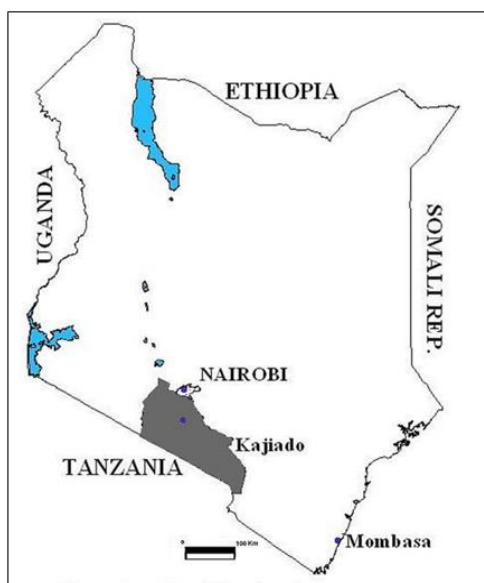 ETHIOPIA
UGANDA
SOMALI REP.
NAIROBI
Kajiado
TANZANIA
Mombasa
100 Km